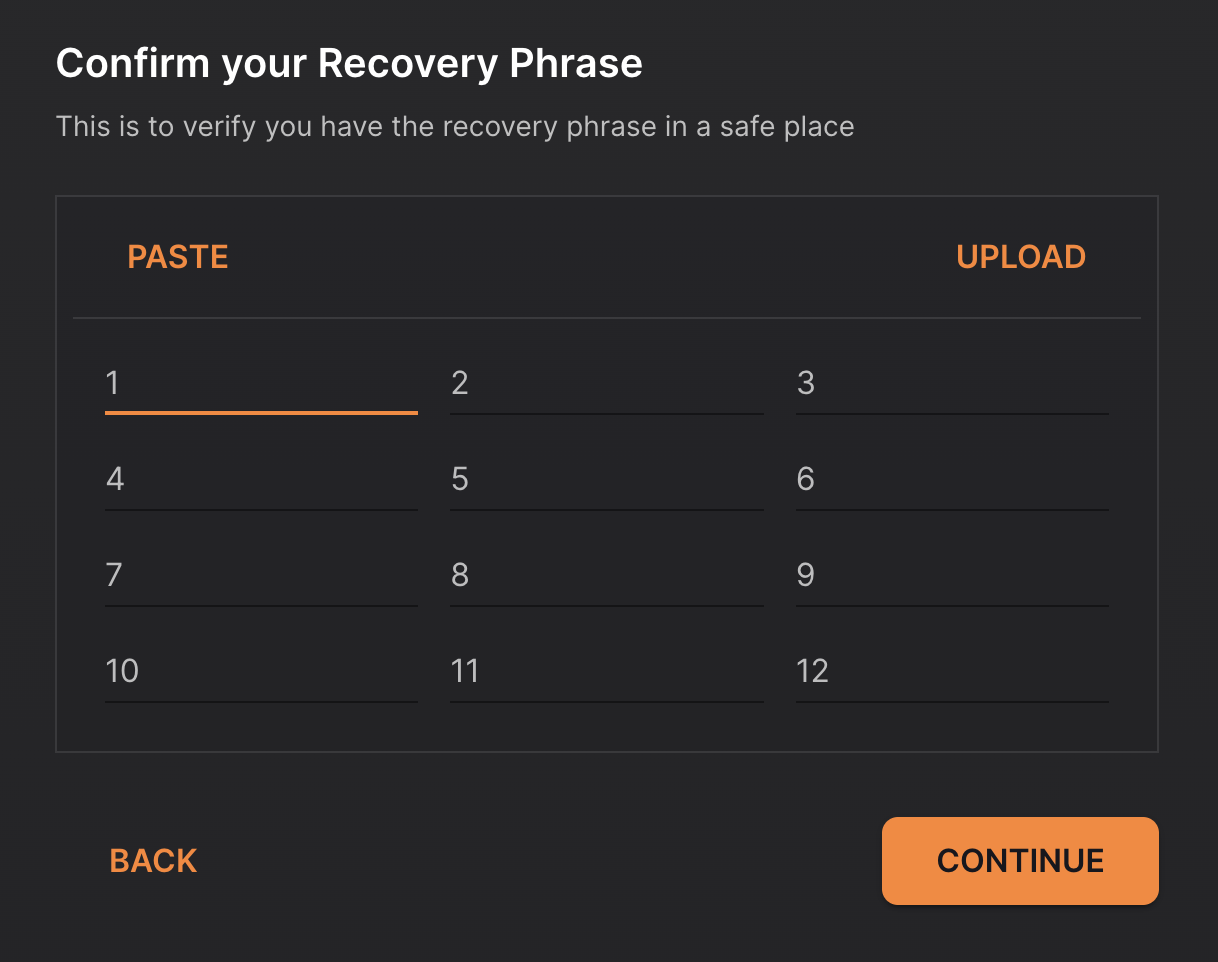 Confirm your Recovery Phrase
This is to verify you have the recovery phrase in a safe place
PASTE UPLOAD
1 2 3
4 5 6
7 8 9
10 11 12
BACK CONTINUE